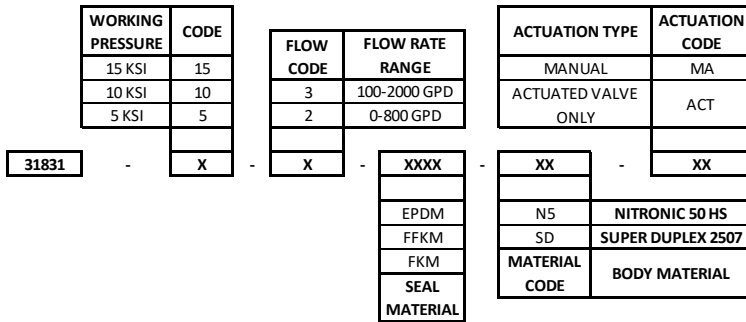 WORKING PRESSURE CODE
15 KSI 15
10 KSI 10
5 KSI 5
FLOW CODE FLOW RATE RANGE
3 100-2000 GPD
2 0-800 GPD
ACTUATION TYPE ACTUATION CODE
MANUAL MA
ACTUATED VALVE ONLY ACT
31831 - X - X - XXXX - XX - XX
EPDM
FFKM
FKM
SEAL MATERIAL
N5 NITRONIC 50 HS
SD SUPER DUPLEX 2507
MATERIAL CODE BODY MATERIAL